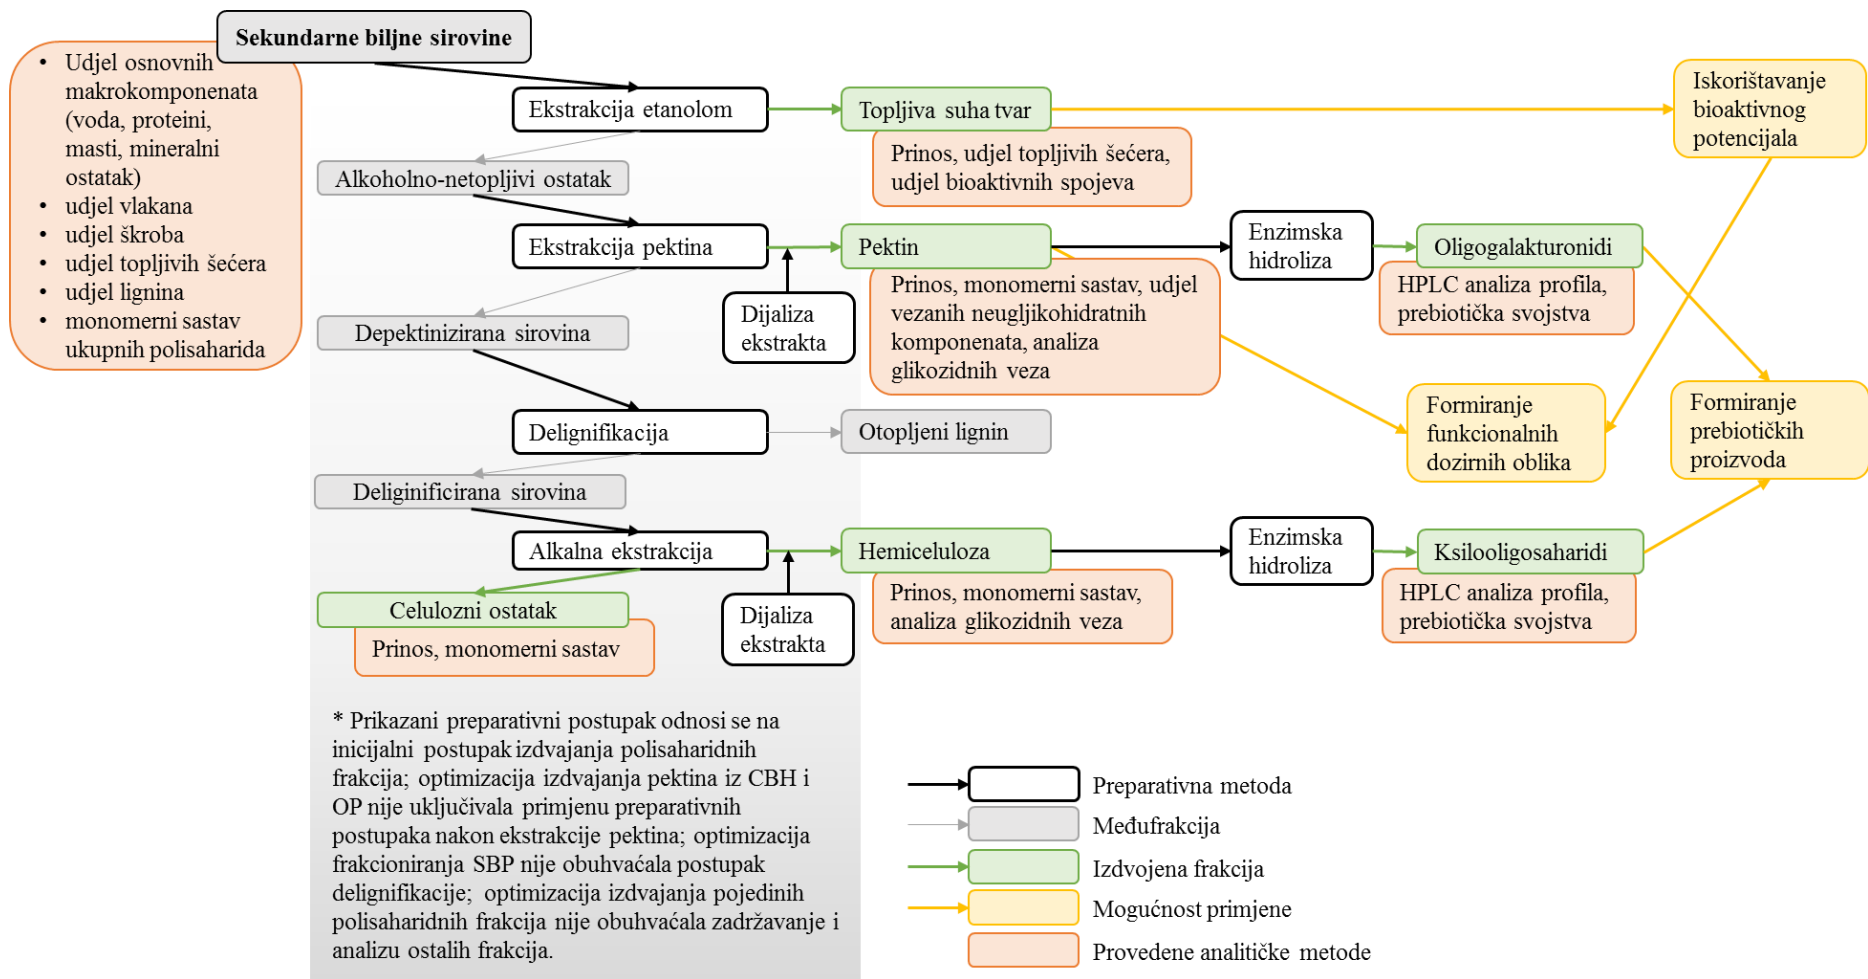 Sekundarne biljne sirovine
• Udjel osnovnih
makrokomponenata
(voda, proteini,
masti, mineralni
ostatak)
• udjel vlakana
• udjel škroba
• udjel topljivih šećera
• udjel lignina
• monomerni sastav
ukupnih polisaharida
Ekstrakcija etanolom
Topljiva suha tvar
Prinos, udjel topljivih šećera,
udjel bioaktivnih spojeva
Iskorištavanje
bioaktivnog
potencijala
Alkoholno-netopljivi ostatak
Ekstrakcija pektina
Dijaliza
ekstrakta
Pektin
Prinos, monomerni sastav, udjel
vezanih neugljikohidratnih
komponenata, analiza
glikozidnih veza
Enzimska
hidroliza
Oligogalakturonidi
HPLC analiza profila,
prebiotička svojstva
Depektinizirana sirovina
Delignifikacija
Otopljeni lignin
Formiranje
funkcionalnih
dozirnih oblika
Formiranje
prebiotičkih
proizvoda
Deliginificirana sirovina
Alkalna ekstrakcija
Dijaliza
ekstrakta
Hemiceluloza
Prinos, monomerni sastav,
analiza glikozidnih veza
Enzimska
hidroliza
Ksilooligosaharidi
HPLC analiza profila,
prebiotička svojstva
Celulozni ostatak
Prinos, monomerni sastav
* Prikazani preparativni postupak odnosi se na
inicijalni postupak izdvajanja polisaharidnih
frakcija; optimizacija izdvajanja pektina iz CBH i
OP nije uključivala primjenu preparativnih
postupaka nakon ekstrakcije pektina; optimizacija
frakcioniranja SBP nije obuhvaćala postupak
delignifikacije; optimizacija izdvajanja pojedinih
polisaharidnih frakcija nije obuhvaćala zadržavanje i
analizu ostalih frakcija.
Preparativna metoda
Međufrakcija
Izdvojena frakcija
Mogućnost primjene
Provedene analitičke metode